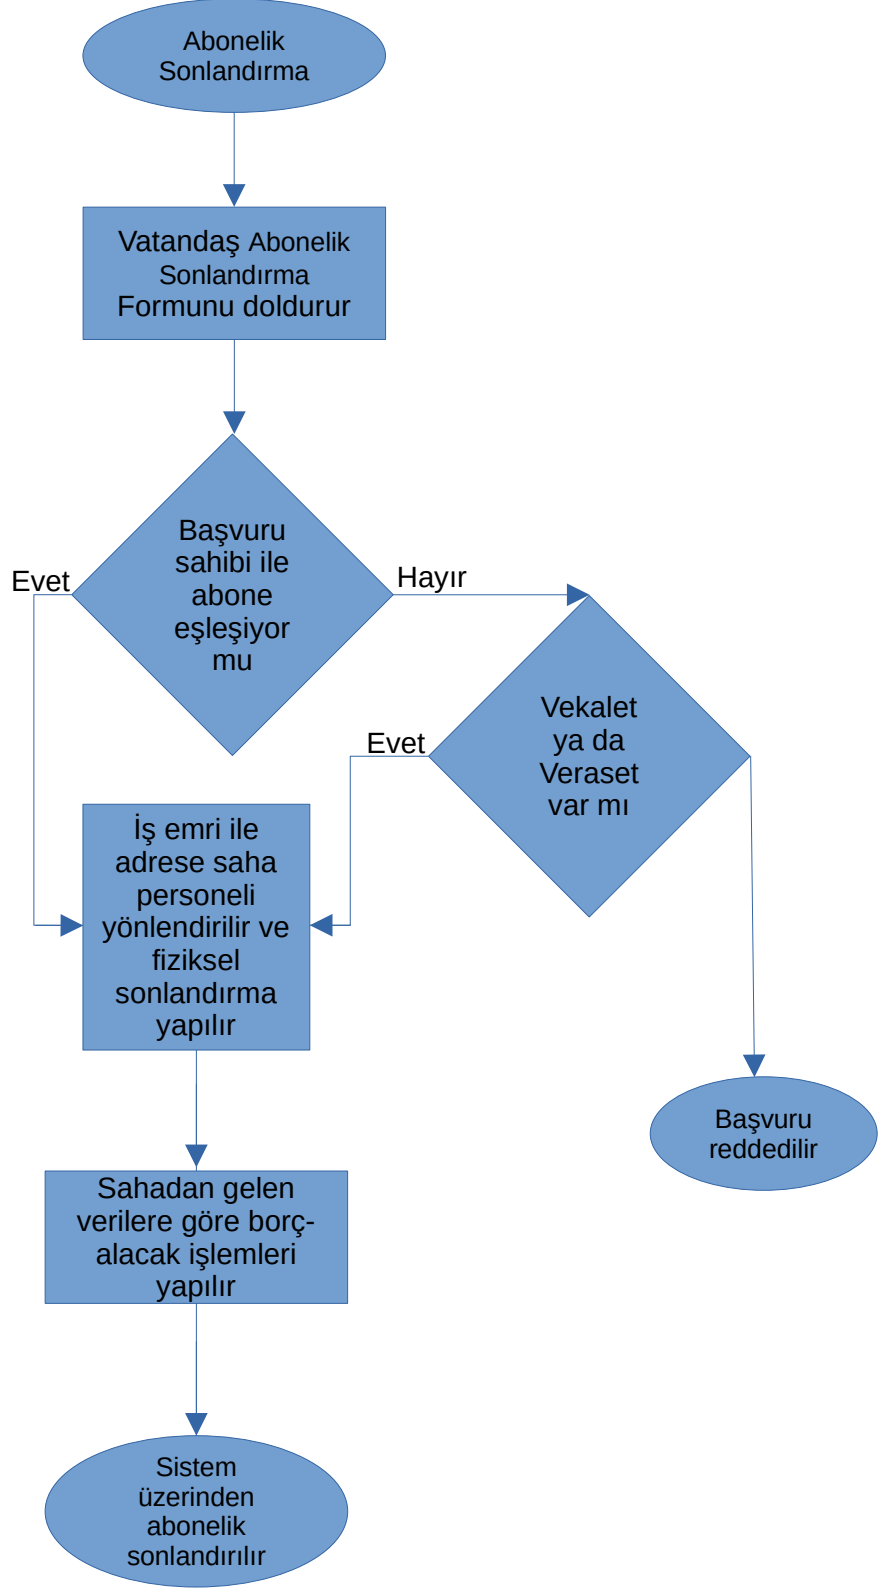 Abonelik
Sonlandırma
Vatandaş Abonelik
Sonlandırma
Formunu doldurur
Başvuru
sahibi ile
abone
eşleşiyor
mu
Evet
Hayır
Vekalet
ya da
Veraset
var mı
Evet
İş emri ile
adrese saha
personeli
yönlendirilir ve
fiziksel
sonlandırma
yapılır
Başvuru
reddedilir
Sahadan gelen
verilere göre borç-
alacak işlemleri
yapılır
Sistem
üzerinden
abonelik
sonlandırılır